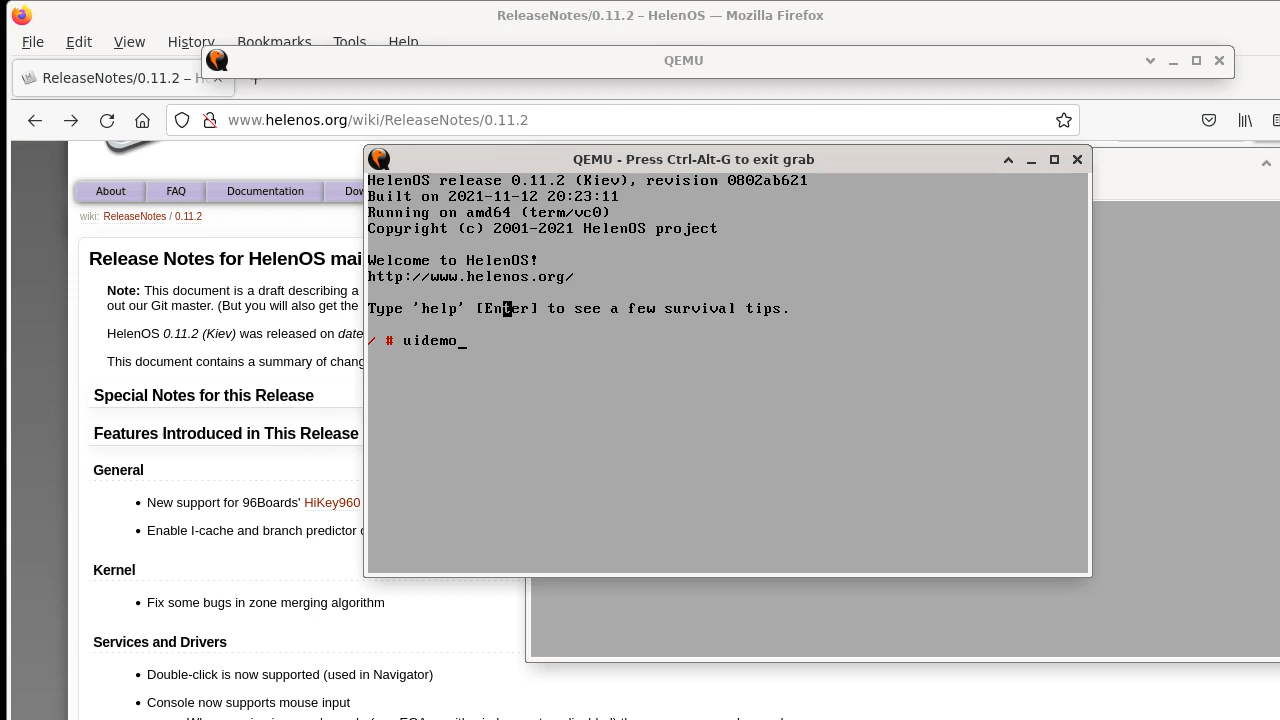 ReleaseNotes/0.11.2 – HelenOS — Mozilla Firefox
File Edit View History Bookmarks Tools Help
QEMU
ReleaseNotes/0.11.2 –
www.helenos.org/wiki/ReleaseNotes/0.11.2
About FAQ Documentation
wiki: ReleaseNotes / 0.11.2
Release Notes for HelenOS
Note: This document is a draft describing a
out our Git master. (But you will also get the
HelenOS 0.11.2 (Kiev) was released on date
This document contains a summary of
Special Notes for this Release
Features Introduced in This Release
General
New support for 96Boards' HiKey960
Enable I-cache and branch predictor
Kernel
Fix some bugs in zone merging algorithm
Services and Drivers
Double-click is now supported (used in Navigator)
Console now supports mouse input
QEMU - Press Ctrl-Alt-G to exit grab
HelenOS release 0.11.2 (Kiev), revision 0802ab621
Built on 2021-11-12 20:23:11
Running on amd64 (term/vc0)
Copyright (c) 2001-2021 HelenOS project
Welcome to HelenOS!
http://www.helenos.org/
Type 'help' [Enter] to see a few survival tips.
/ # uidemo_